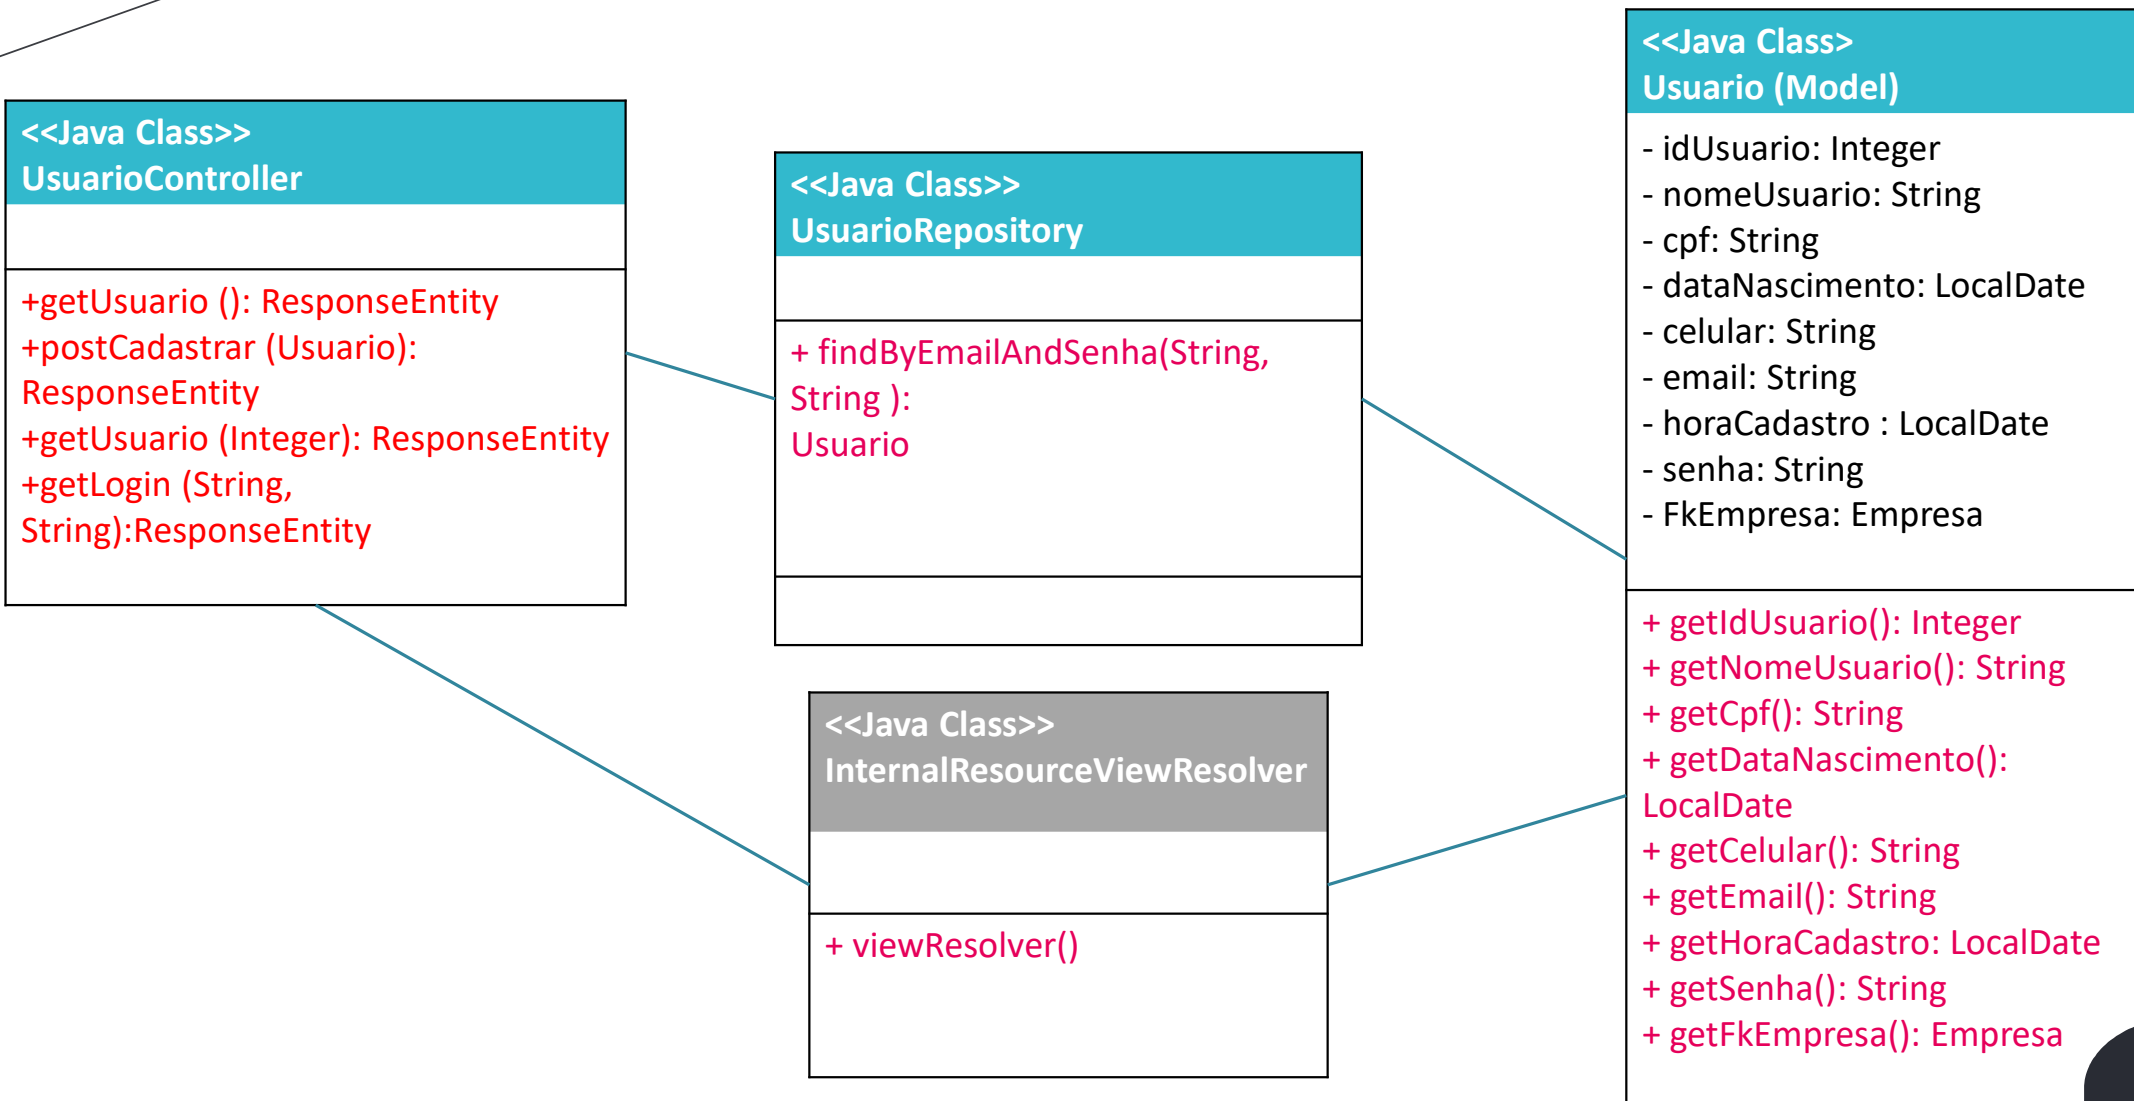 <<Java Class>>
UsuarioController
+getUsuario (): ResponseEntity
+postCadastrar (Usuario):
ResponseEntity
+getUsuario (Integer): ResponseEntity
+getLogin (String,
String):ResponseEntity
<<Java Class>>
UsuarioRepository
+ findByEmailAndSenha(String,
String ):
Usuario
<<Java Class>>
InternalResourceViewResolver
+ viewResolver()
<<Java Class>
Usuario (Model)
- idUsuario: Integer
- nomeUsuario: String
- cpf: String
- dataNascimento: LocalDate
- celular: String
- email: String
- horaCadastro : LocalDate
- senha: String
- FkEmpresa: Empresa
+ getIdUsuario(): Integer
+ getNomeUsuario(): String
+ getCpf(): String
+ getDataNascimento():
LocalDate
+ getCelular(): String
+ getEmail(): String
+ getHoraCadastro: LocalDate
+ getSenha(): String
+ getFkEmpresa(): Empresa